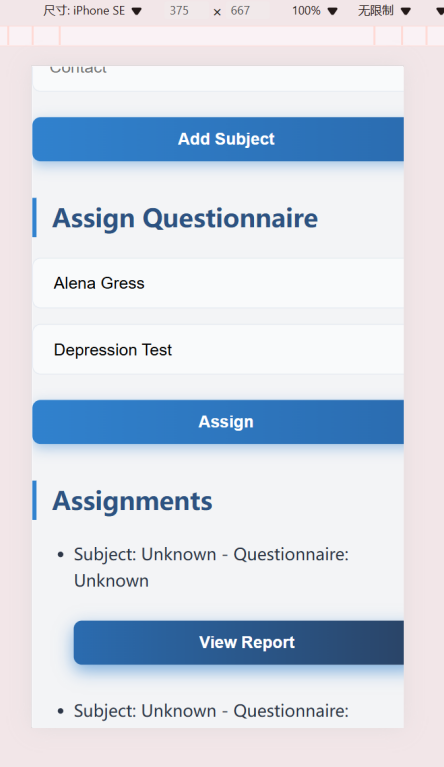 尺寸: iPhone SE ▼ 375 × 667 100% ▼ 无限制 ▼
Contact
Add Subject
Assign Questionnaire
Alena Gress
Depression Test
Assign
Assignments
• Subject: Unknown - Questionnaire:
Unknown
View Report
• Subject: Unknown - Questionnaire: